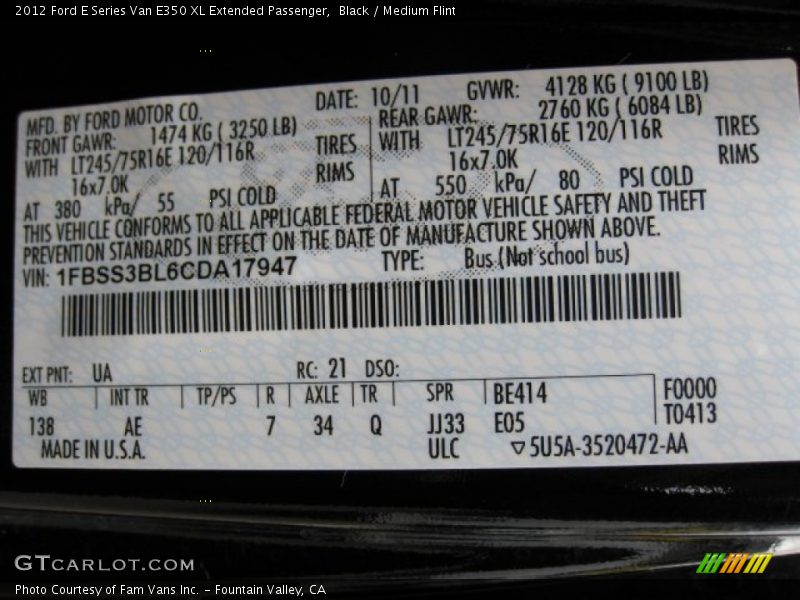 2012 Ford E Series Van E350 XL Extended Passenger,  Black / Medium Flint
MFD. BY FORD MOTOR CO. DATE: 10/11 GVWR: 4128 KG ( 9100 LB)
FRONT GAWR: 1474 KG ( 3250 LB) REAR GAWR: 2760 KG ( 6084 LB)
WITH LT245/75R16E 120/116R TIRES WITH LT245/75R16E 120/116R TIRES
16x7.0K RIMS 16x7.0K RIMS
AT 380 kPa/ 55 PSI COLD AT 550 kPa/ 80 PSI COLD
THIS VEHICLE CONFORMS TO ALL APPLICABLE FEDERAL MOTOR VEHICLE SAFETY AND THEFT
PREVENTION STANDARDS IN EFFECT ON THE DATE OF MANUFACTURE SHOWN ABOVE.
VIN: 1FBSS3BL6CDA17947 TYPE: Bus (Not school bus)
EXT PNT: UA RC: 21 DSO:
WB INT TR TP/PS R AXLE TR SPR BE414 F0000
138 AE 7 34 Q JJ33 E05 T0413
MADE IN U.S.A. ULC 5U5A-3520472-AA
GTCARLOT.COM
Photo Courtesy of Fam Vans Inc. - Fountain Valley, CA